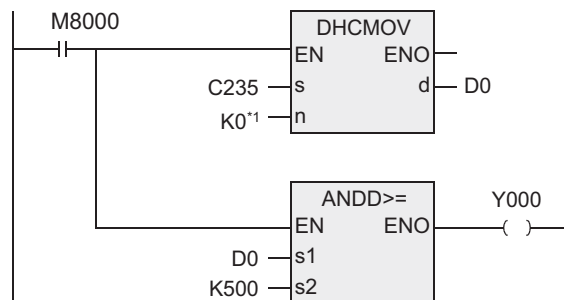 M8000
DHCMOV
EN ENO
C235 s d D0
K0*1 n
ANDD>= Y000
EN ENO
D0 s1
K500 s2